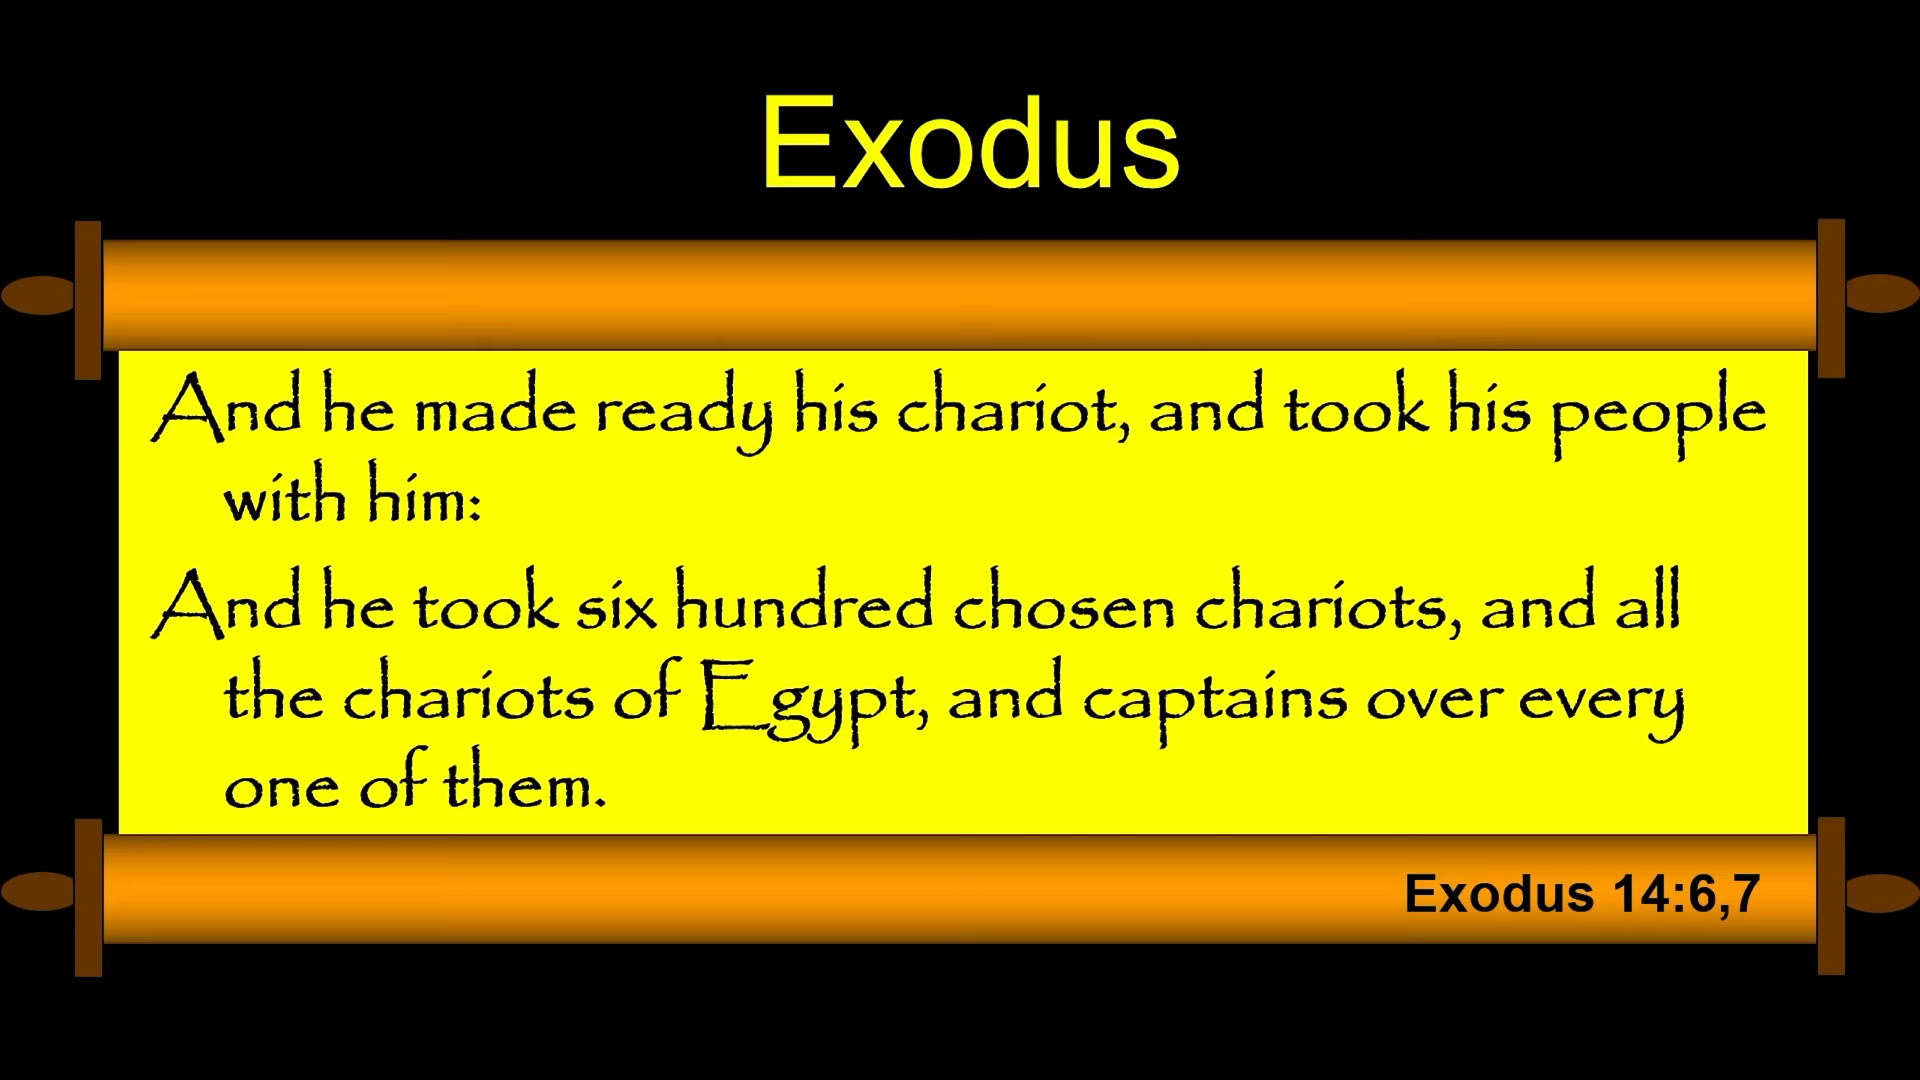 Exodus
And he made ready his chariot, and took his people
with him:
And he took six hundred chosen chariots, and all
the chariots of Egypt, and captains over every
one of them.
Exodus 14:6,7